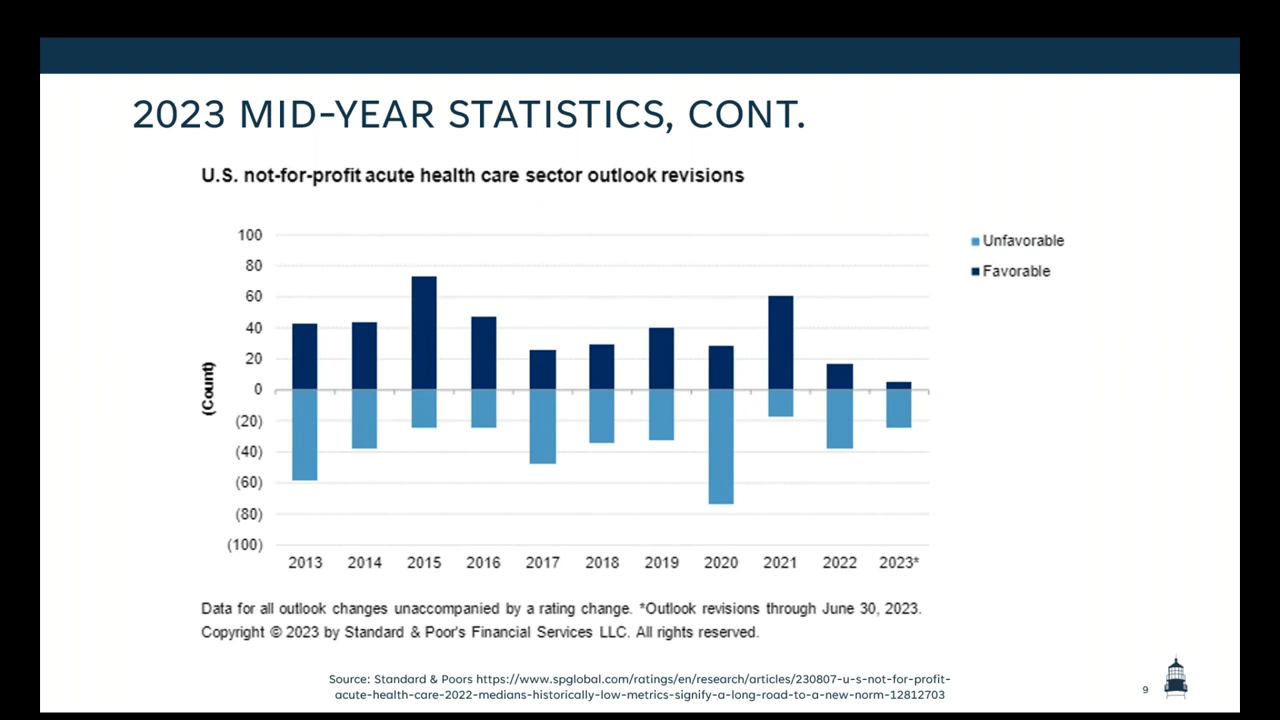 2023 MID-YEAR STATISTICS, CONT.
U.S. not-for-profit acute health care sector outlook revisions
Unfavorable
Favorable
(Count)
100
80
60
40
20
0
(20)
(40)
(60)
(80)
(100)
2013 2014 2015 2016 2017 2018 2019 2020 2021 2022 2023*
Data for all outlook changes unaccompanied by a rating change. *Outlook revisions through June 30, 2023.
Copyright © 2023 by Standard & Poor's Financial Services LLC. All rights reserved.
Source: Standard & Poors https://www.spglobal.com/ratings/en/research/articles/230807-u-s-not-for-profit-
acute-health-care-2022-medians-historically-low-metrics-signify-a-long-road-to-a-new-norm-12812703
9